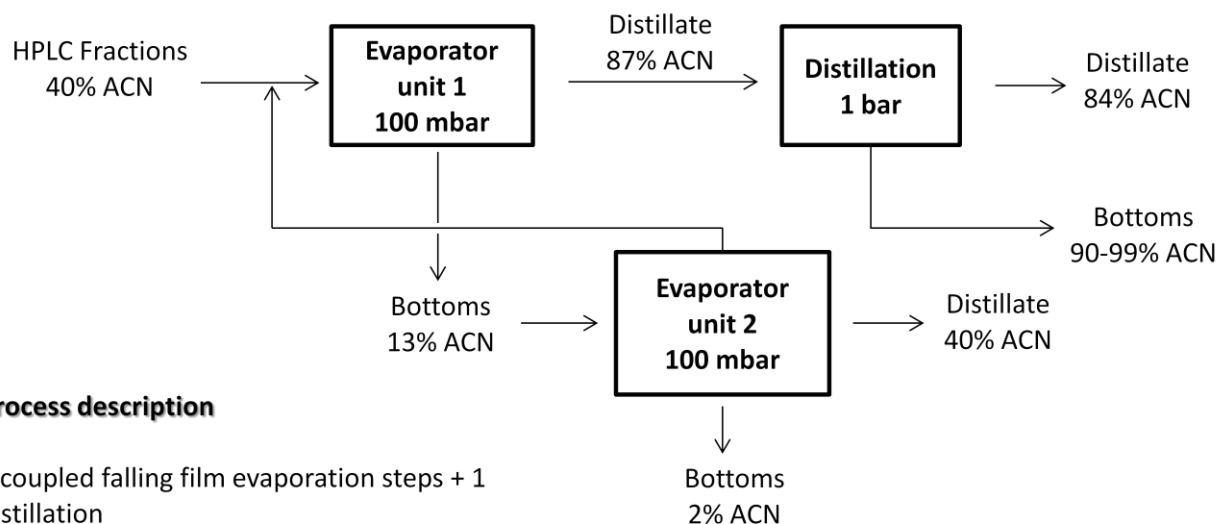 HPLC Fractions
40% ACN
Evaporator
unit 1
100 mbar
Distillate
87% ACN
Distillation
1 bar
Distillate
84% ACN
Bottoms
90-99% ACN
Bottoms
13% ACN
Evaporator
unit 2
100 mbar
Distillate
40% ACN
Bottoms
2% ACN
rocess description
coupled falling film evaporation steps + 1
stillation